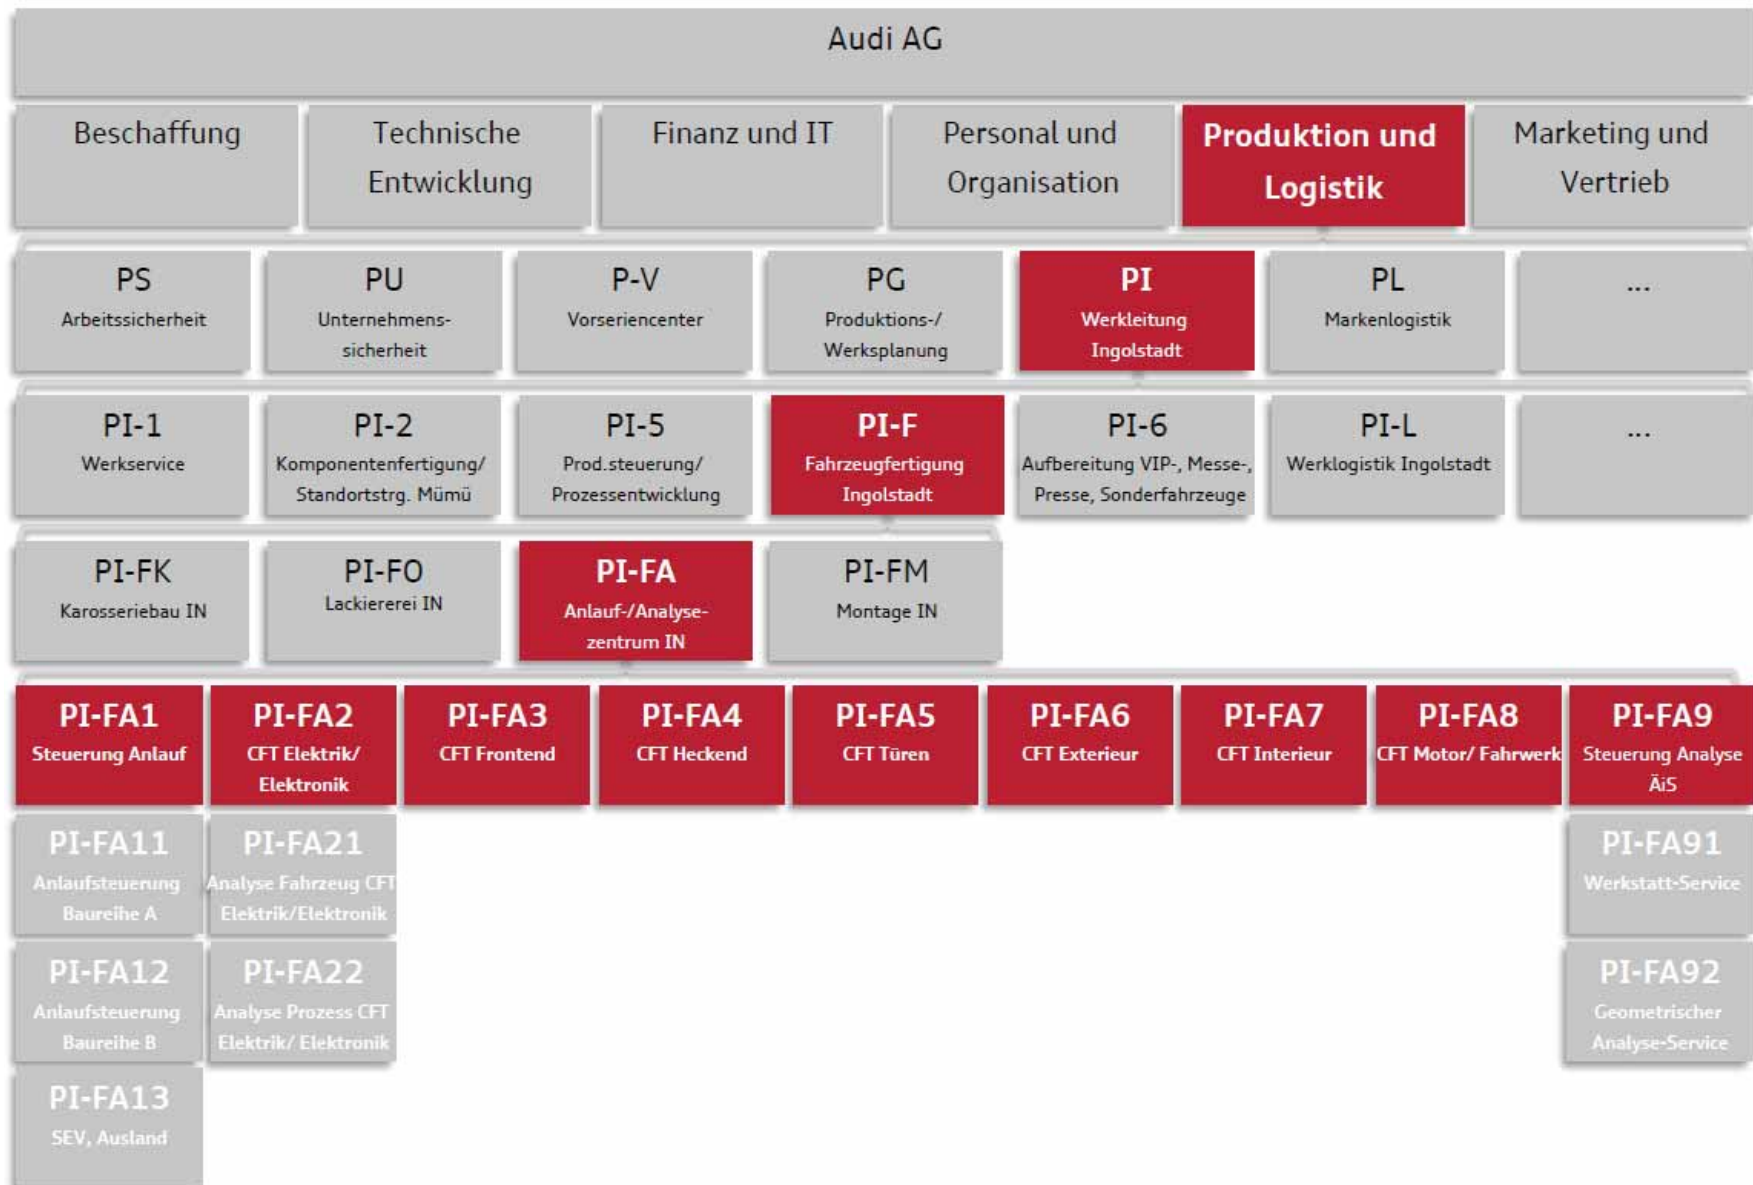 Audi AG
Beschaffung
Technische
Entwicklung
Finanz und IT
Personal und
Organisation
Produktion und
Logistik
Marketing und
Vertrieb
PS
Arbeitssicherheit
PU
Unternehmens-
sicherheit
P-V
Vorseriencenter
PG
Produktions-/
Werksplanung
PI
Werkleitung
Ingolstadt
PL
Markenlogistik
...
PI-1
Werkservice
PI-2
Komponentenfertigung/
Standortstrg. Mümü
PI-5
Prod.steuerung/
Prozessentwicklung
PI-F
Fahrzeugfertigung
Ingolstadt
PI-6
Aufbereitung VIP-, Messe-,
Presse, Sonderfahrzeuge
PI-L
Werklogistik Ingolstadt
...
PI-FK
Karosseriebau IN
PI-FO
Lackiererei IN
PI-FA
Anlauf-/Analyse-
zentrum IN
PI-FM
Montage IN
PI-FA1
Steuerung Anlauf
PI-FA2
CFT Elektrik/
Elektronik
PI-FA3
CFT Frontend
PI-FA4
CFT Heckend
PI-FA5
CFT Türen
PI-FA6
CFT Exterieur
PI-FA7
CFT Interieur
PI-FA8
CFT Motor/ Fahrwerk
PI-FA9
Steuerung Analyse
ÄiS
PI-FA11
Anlaufsteuerung
Baureihe A
PI-FA21
Analyse Fahrzeug CFT
Elektrik/Elektronik
PI-FA91
Werkstatt-Service
PI-FA12
Anlaufsteuerung
Baureihe B
PI-FA22
Analyse Prozess CFT
Elektrik/ Elektronik
PI-FA92
Geometrischer
Analyse-Service
PI-FA13
SEV, Ausland